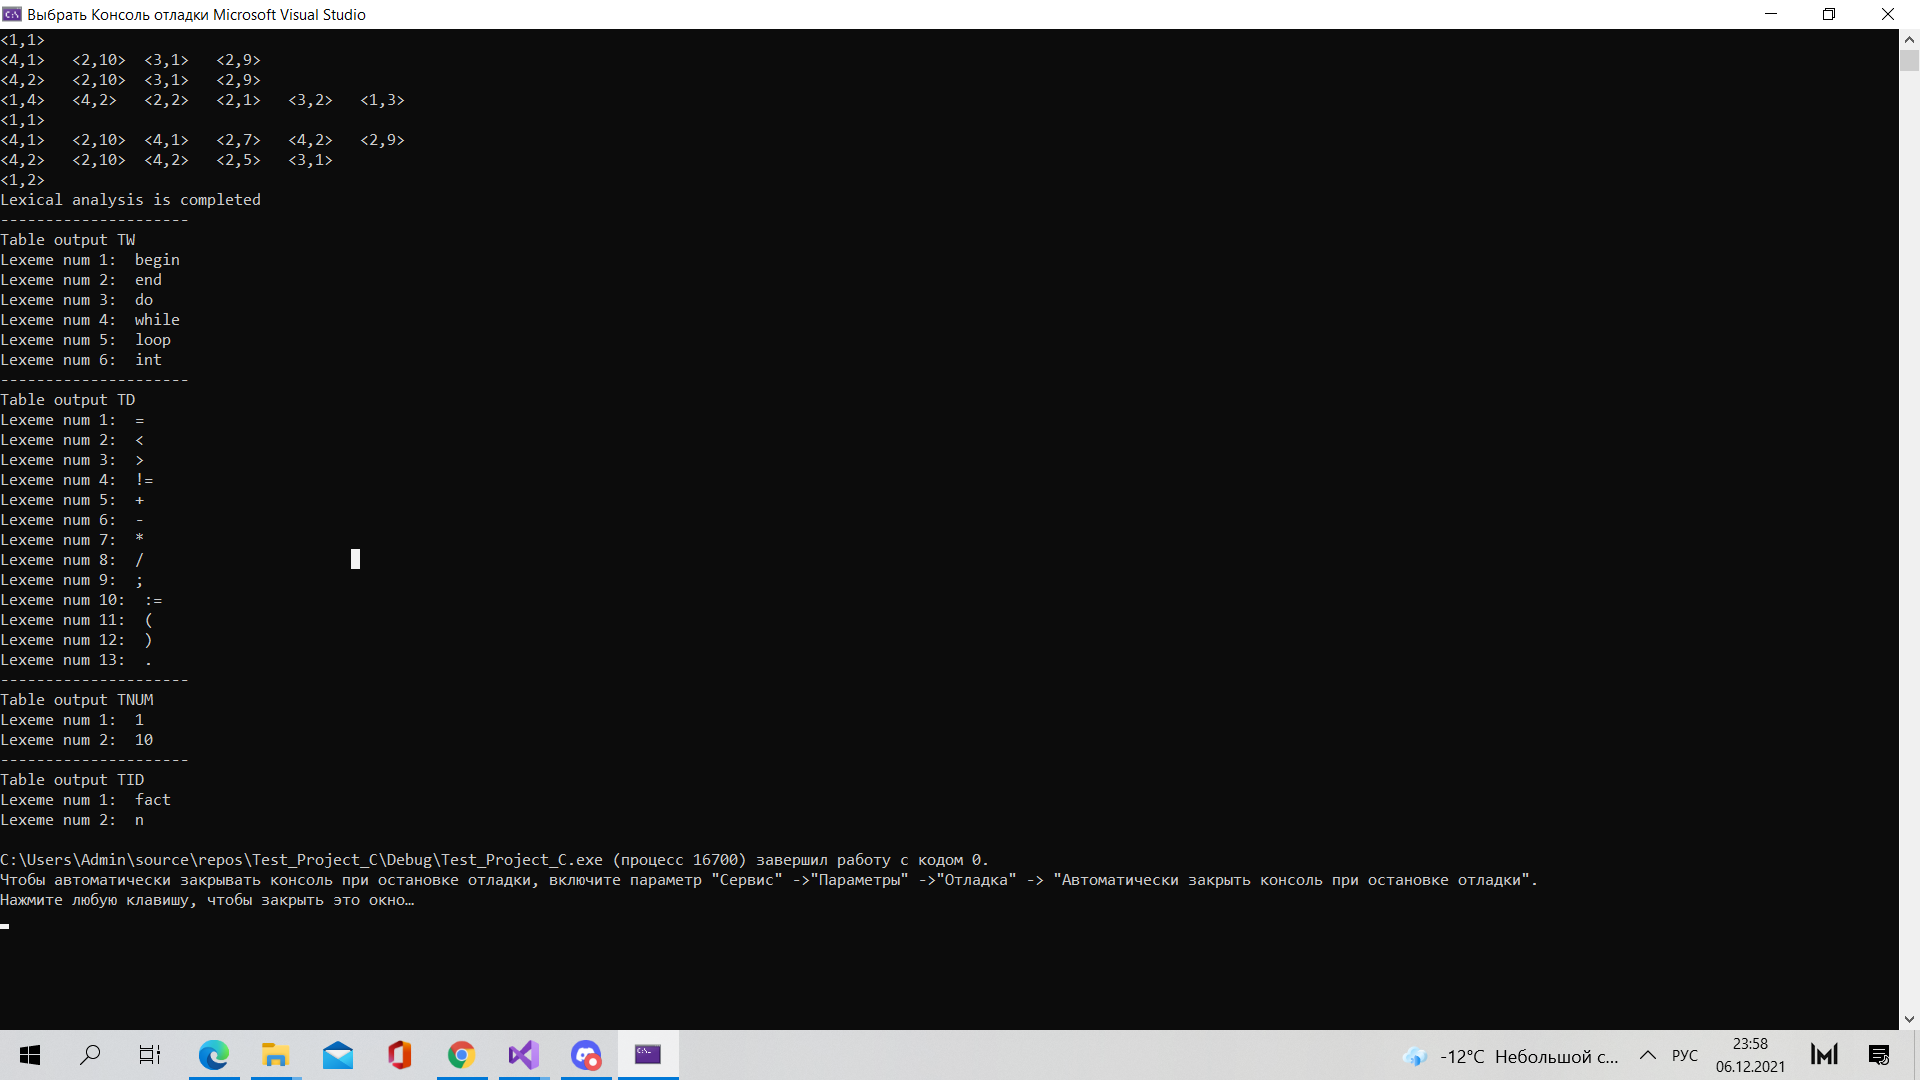 Выбрать Консоль отладки Microsoft Visual Studio
<1,1>
<4,1>   <2,10>  <3,1>   <2,9>
<4,2>   <2,10>  <3,1>   <2,9>
<1,4>   <4,2>   <2,2>   <2,1>   <3,2>   <1,3>
<1,1>
<4,1>   <2,10>  <4,1>   <2,7>   <4,2>   <2,9>
<4,2>   <2,10>  <4,2>   <2,5>   <3,1>
<1,2>
Lexical analysis is completed
---------------------
Table output TW
Lexeme num 1:  begin
Lexeme num 2:  end
Lexeme num 3:  do
Lexeme num 4:  while
Lexeme num 5:  loop
Lexeme num 6:  int
---------------------
Table output TD
Lexeme num 1:  =
Lexeme num 2:  <
Lexeme num 3:  >
Lexeme num 4:  !=
Lexeme num 5:  +
Lexeme num 6:  -
Lexeme num 7:  *
Lexeme num 8:  /
Lexeme num 9:  ;
Lexeme num 10:  :=
Lexeme num 11:  (
Lexeme num 12:  )
Lexeme num 13:  .
---------------------
Table output TNUM
Lexeme num 1:  1
Lexeme num 2:  10
---------------------
Table output TID
Lexeme num 1:  fact
Lexeme num 2:  n
C:\Users\Admin\source\repos\Test_Project_C\Debug\Test_Project_C.exe (процесс 16700) завершил работу с кодом 0.
Чтобы автоматически закрывать консоль при остановке отладки, включите параметр "Сервис" ->"Параметры" ->"Отладка" -> "Автоматически закрыть консоль при остановке отладки".
Нажмите любую клавишу, чтобы закрыть это окно…
-12°C Небольшой с... РУС 23:58
06.12.2021